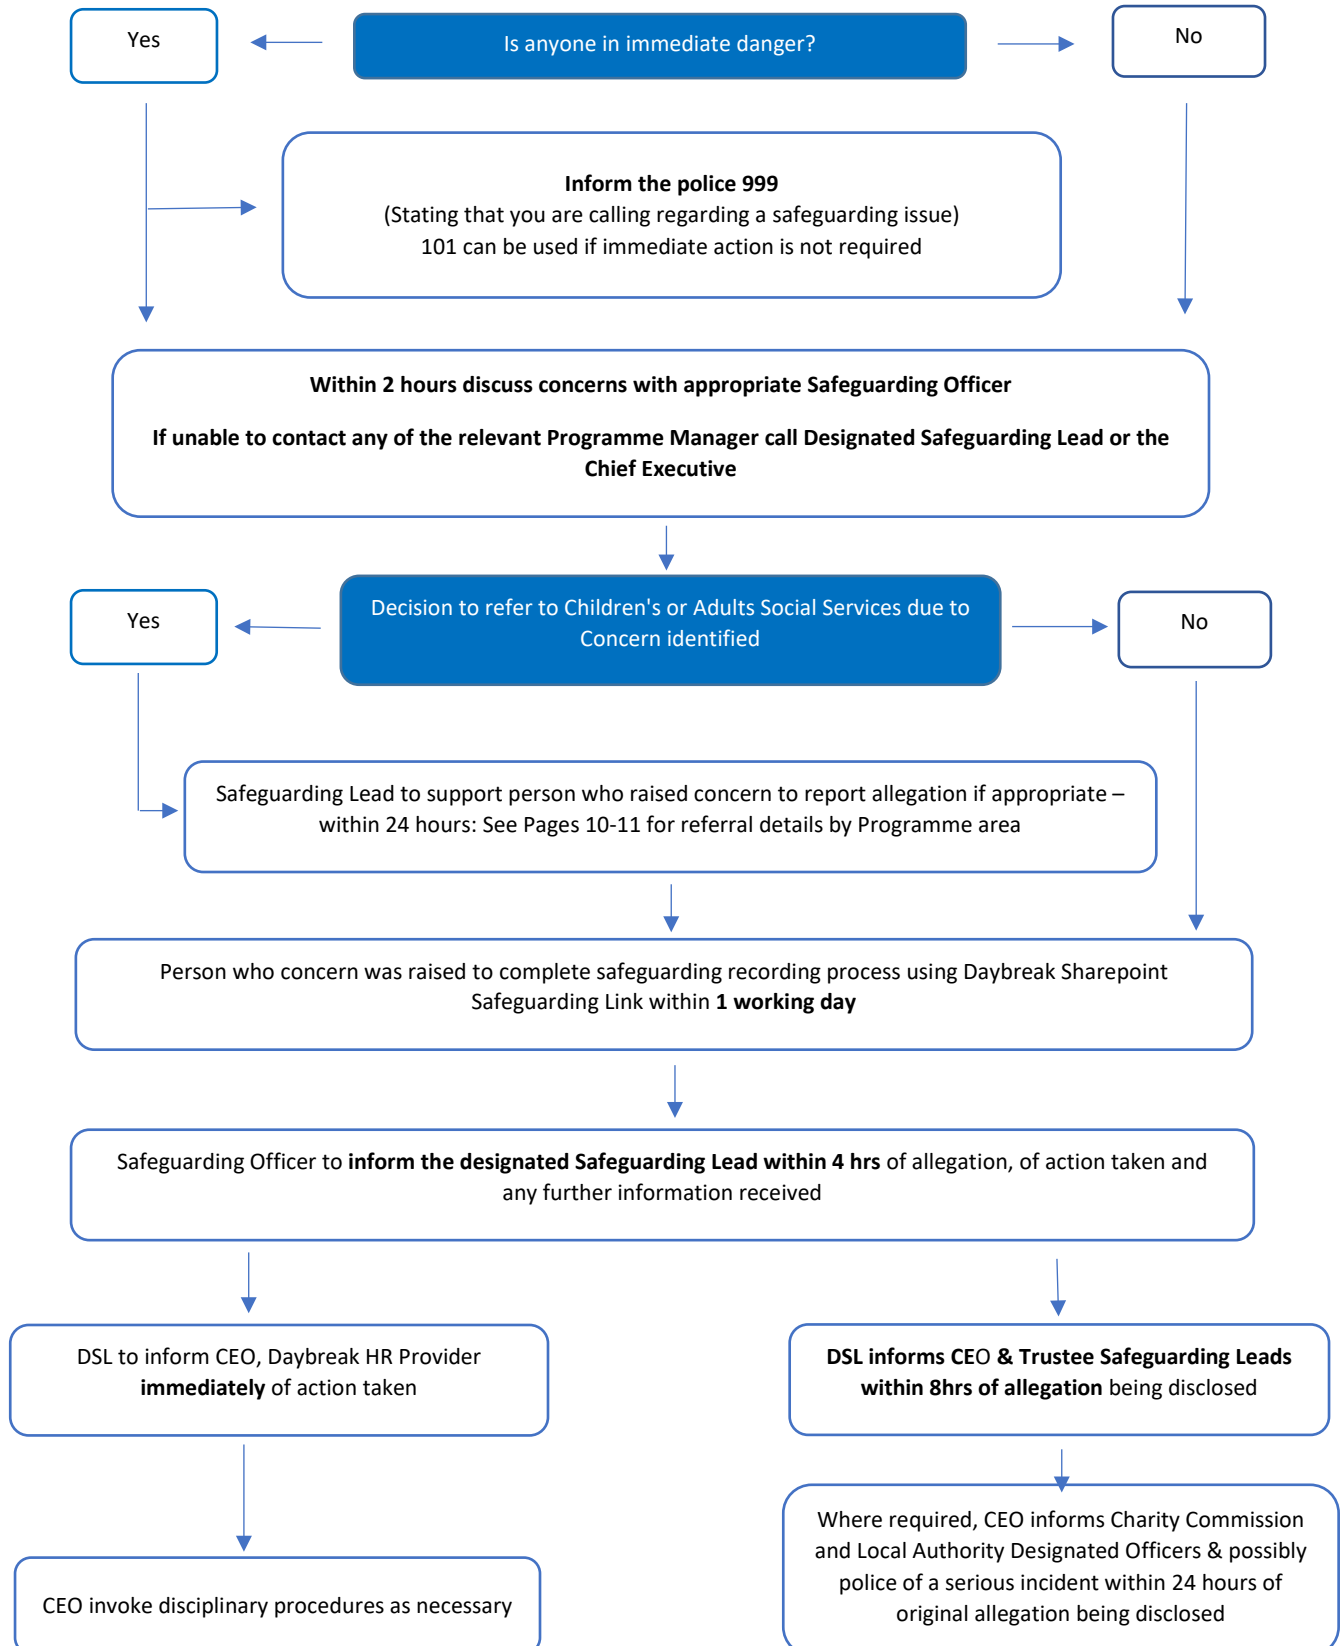 Yes
Is anyone in immediate danger?
No
Inform the police 999
(Stating that you are calling regarding a safeguarding issue)
101 can be used if immediate action is not required
Within 2 hours discuss concerns with appropriate Safeguarding Officer
If unable to contact any of the relevant Programme Manager call Designated Safeguarding Lead or the
Chief Executive
Yes
Decision to refer to Children's or Adults Social Services due to
Concern identified
No
Safeguarding Lead to support person who raised concern to report allegation if appropriate –
within 24 hours: See Pages 10-11 for referral details by Programme area
Person who concern was raised to complete safeguarding recording process using Daybreak Sharepoint
Safeguarding Link within 1 working day
Safeguarding Officer to inform the designated Safeguarding Lead within 4 hrs of allegation, of action taken and
any further information received
DSL to inform CEO, Daybreak HR Provider
immediately of action taken
DSL informs CEO & Trustee Safeguarding Leads
within 8hrs of allegation being disclosed
CEO invoke disciplinary procedures as necessary
Where required, CEO informs Charity Commission
and Local Authority Designated Officers & possibly
police of a serious incident within 24 hours of
original allegation being disclosed